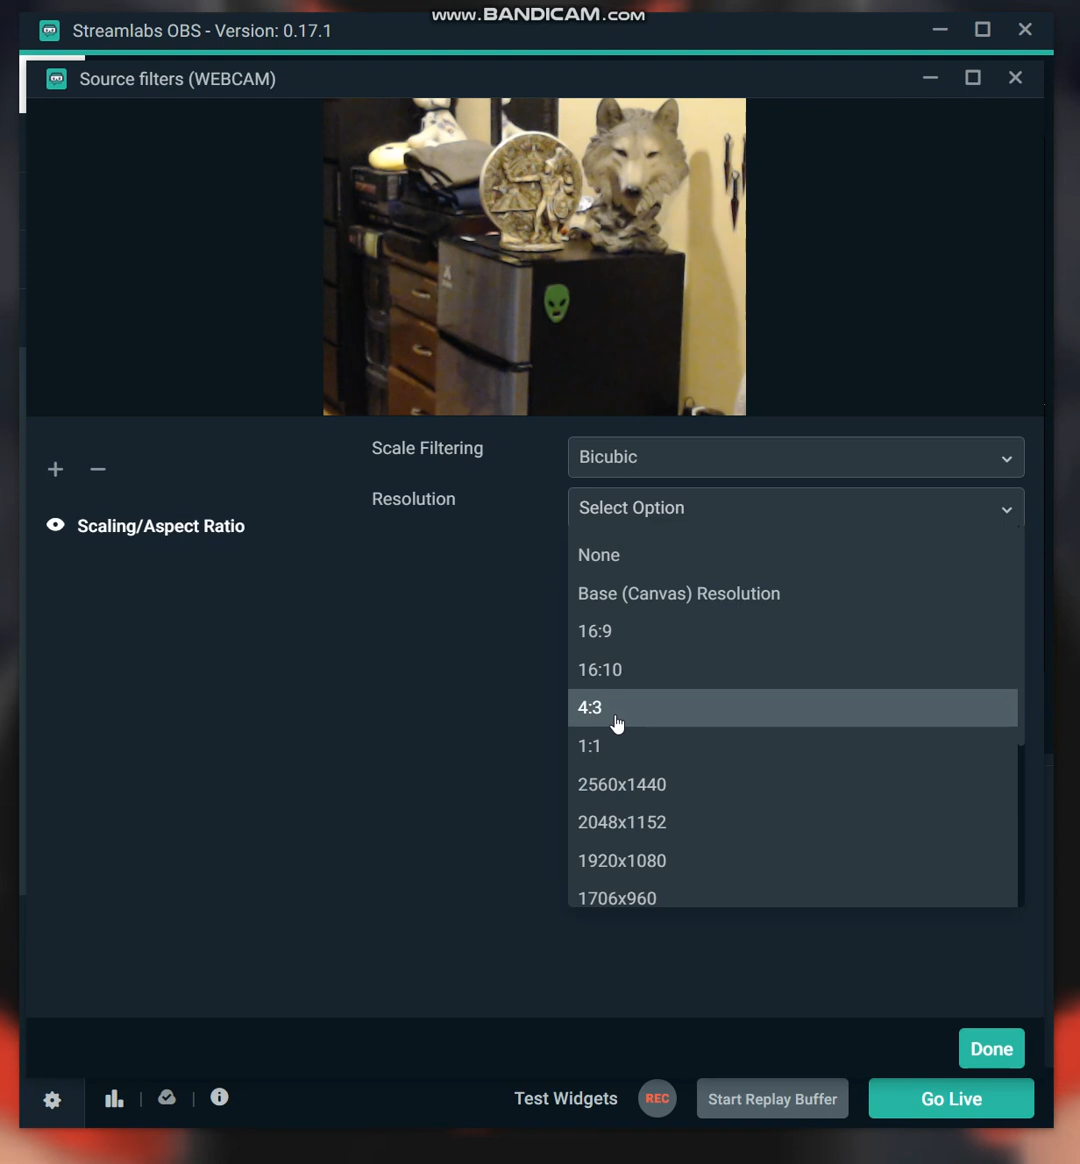 www.BANDICAM.com
Streamlabs OBS - Version: 0.17.1
Source filters (WEBCAM)
Scale Filtering
Bicubic
Resolution
Select Option
Scaling/Aspect Ratio
None
Base (Canvas) Resolution
16:9
16:10
4:3
1:1
2560x1440
2048x1152
1920x1080
1706x960
Done
Test Widgets
REC
Start Replay Buffer
Go Live